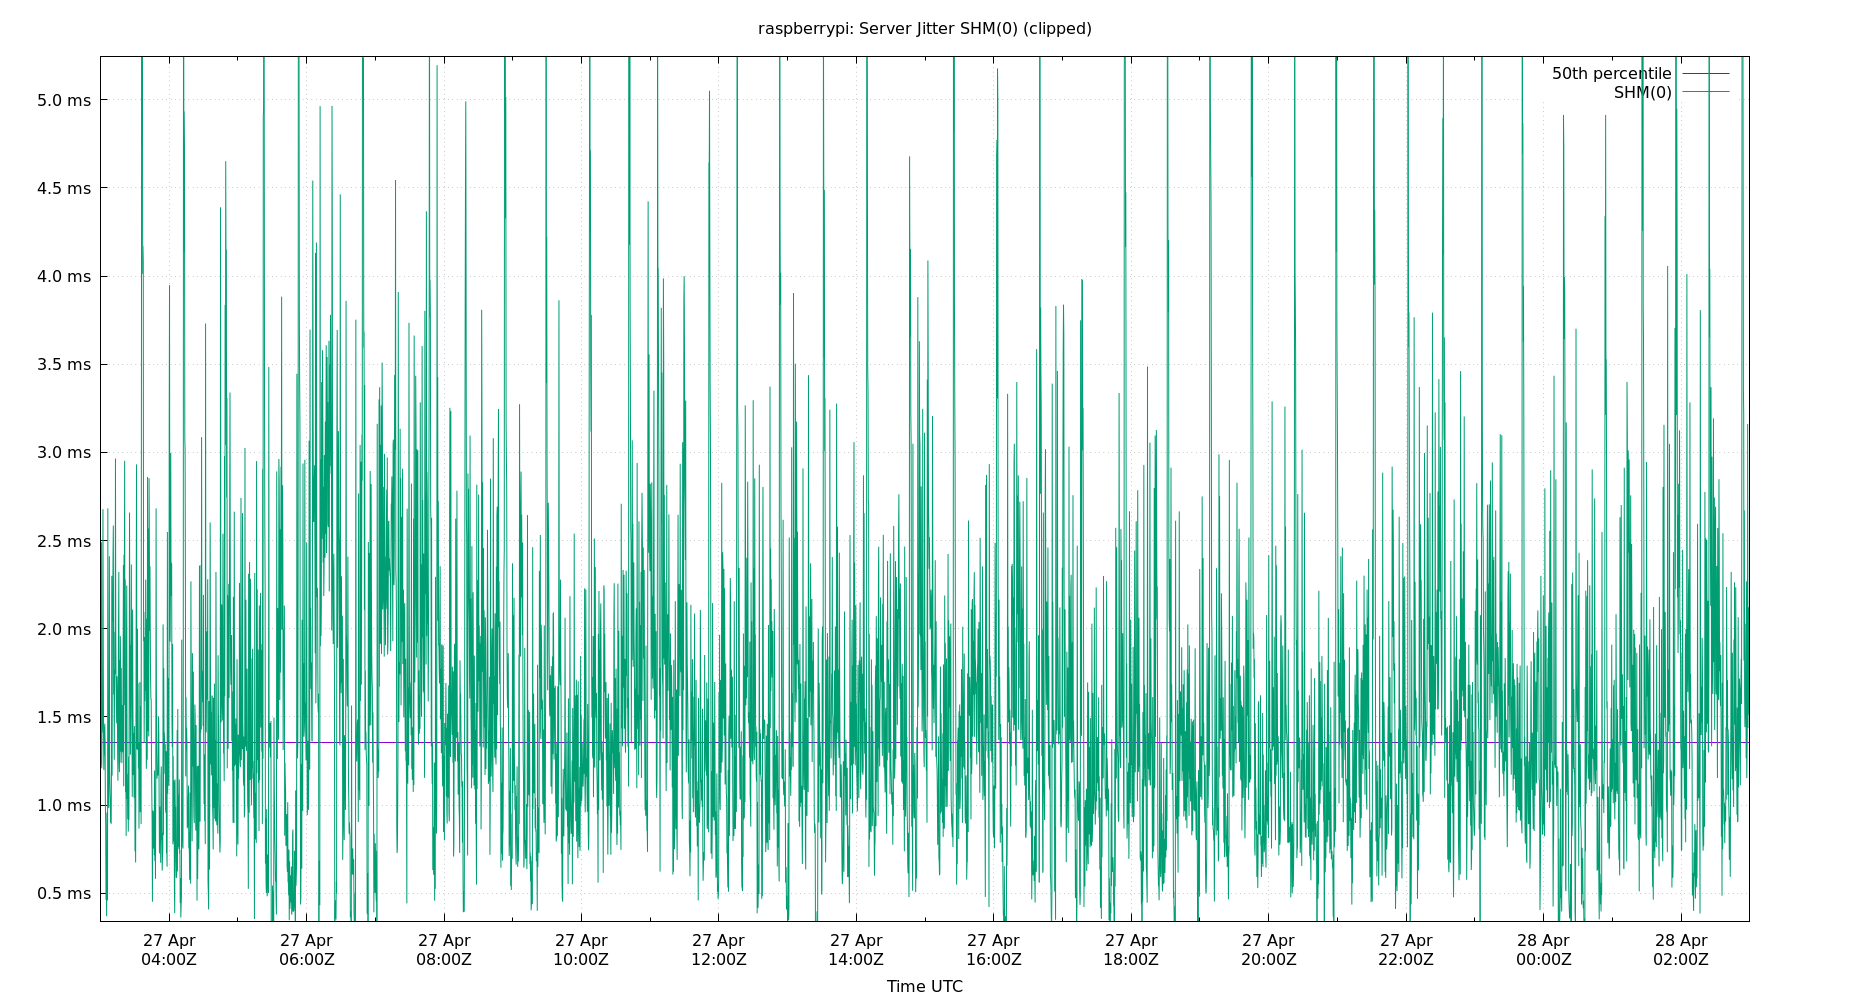 raspberrypi: Server Jitter SHM(0) (clipped)
50th percentile
SHM(0)
5.0 ms
4.5 ms
4.0 ms
3.5 ms
3.0 ms
2.5 ms
2.0 ms
1.5 ms
1.0 ms
0.5 ms
27 Apr 27 Apr 27 Apr 27 Apr 27 Apr 27 Apr 27 Apr 27 Apr 27 Apr 27 Apr 28 Apr 28 Apr
04:00Z 06:00Z 08:00Z 10:00Z 12:00Z 14:00Z 16:00Z 18:00Z 20:00Z 22:00Z 00:00Z 02:00Z
Time UTC